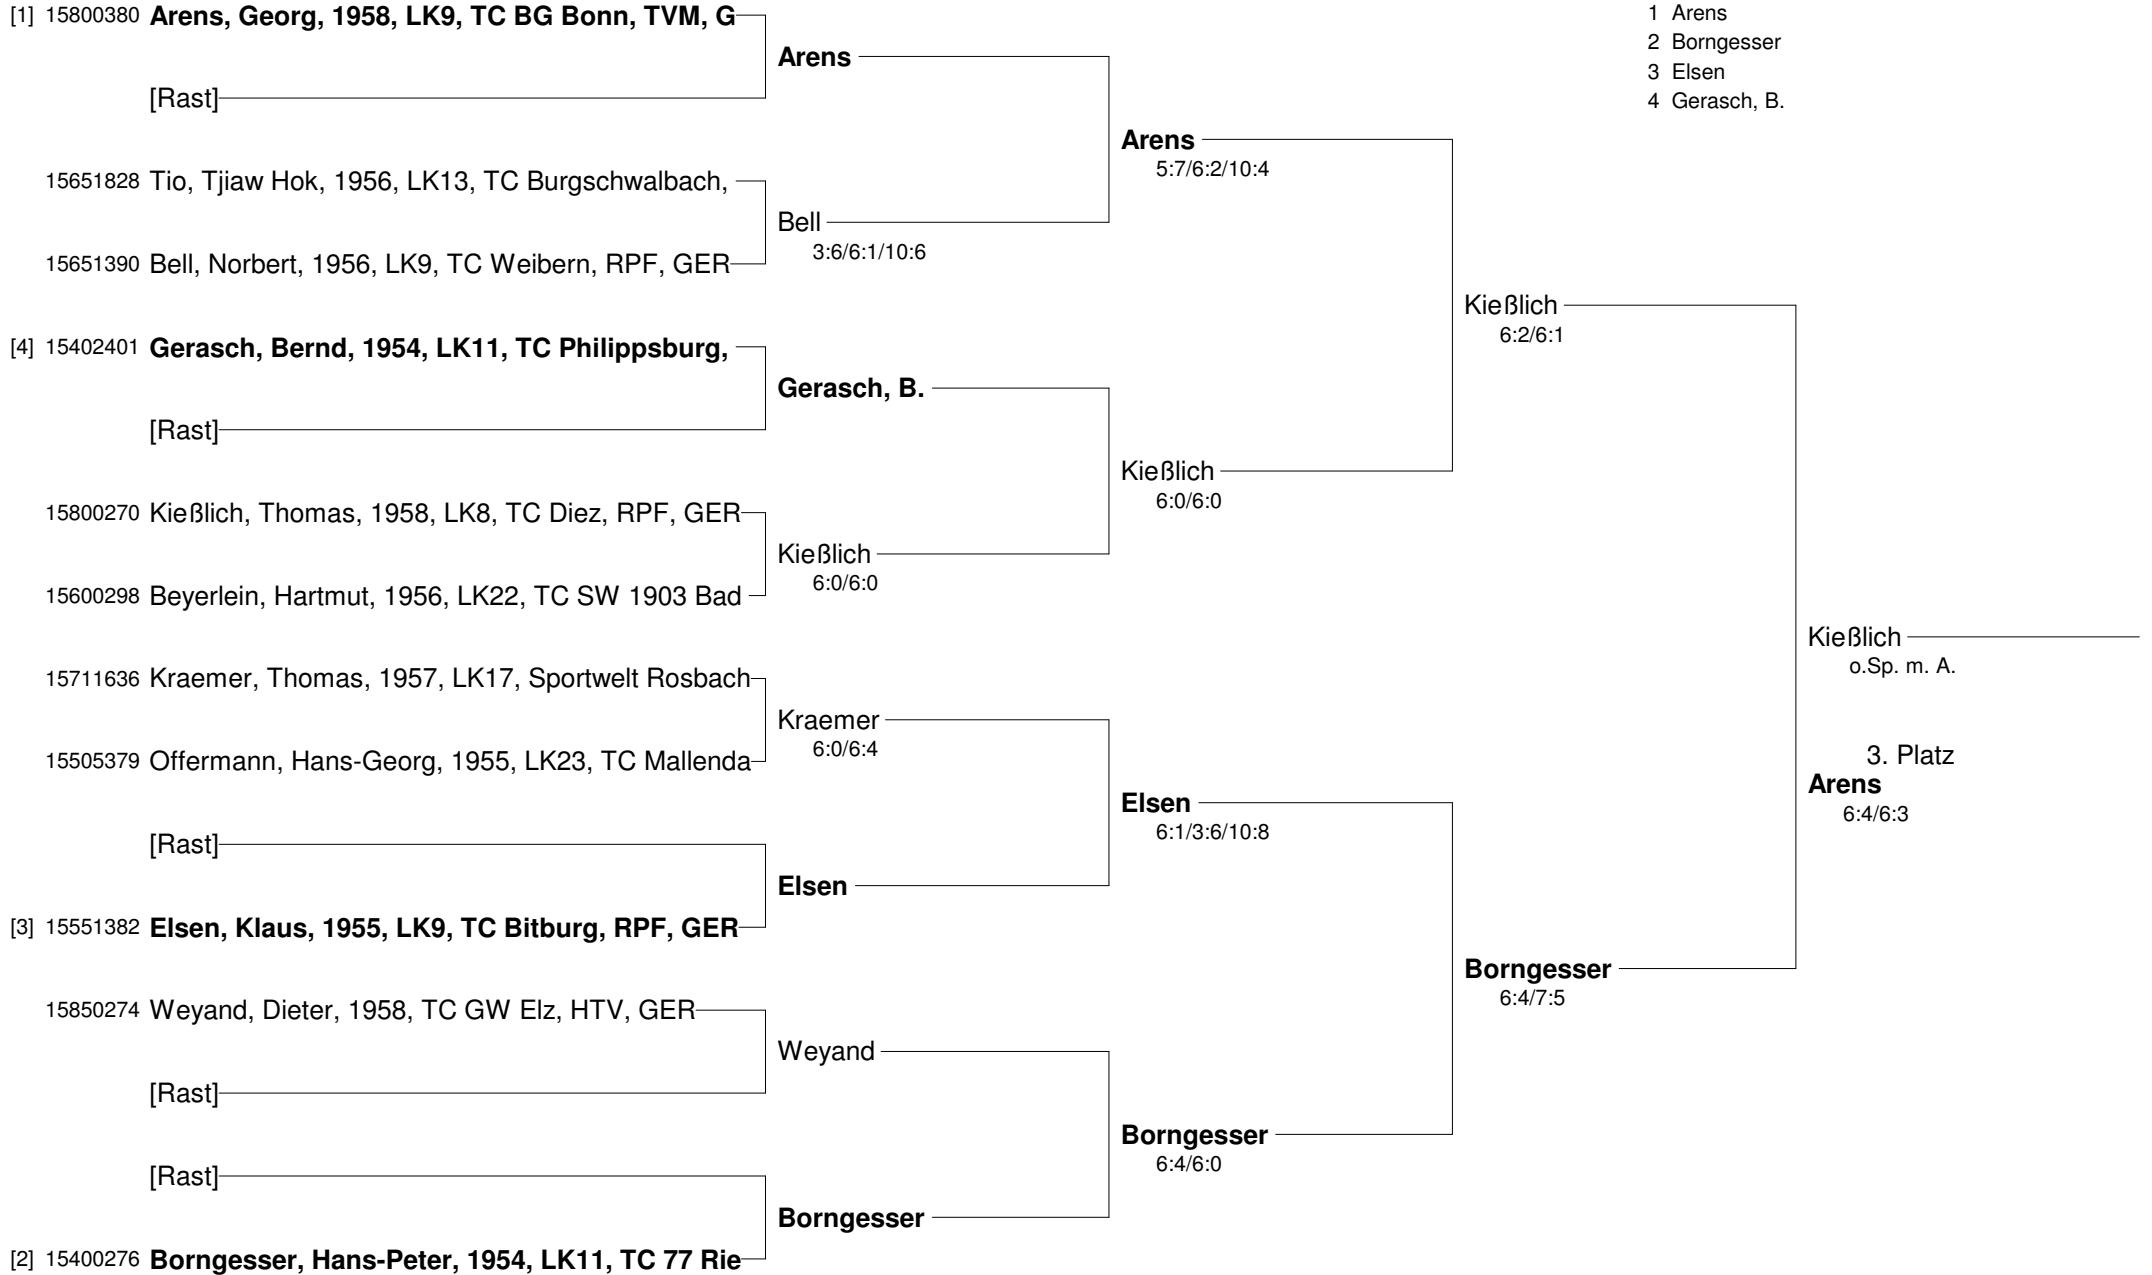 [1] 15800380 Arens, Georg, 1958, LK9, TC BG Bonn, TVM, G
[Rast]
15651828 Tio, Tjiaw Hok, 1956, LK13, TC Burgschwalbach,
15651390 Bell, Norbert, 1956, LK9, TC Weibern, RPF, GER
[4] 15402401 Gerasch, Bernd, 1954, LK11, TC Philippsburg,
[Rast]
15800270 Kießlich, Thomas, 1958, LK8, TC Diez, RPF, GER
15600298 Beyerlein, Hartmut, 1956, LK22, TC SW 1903 Bad
15711636 Kraemer, Thomas, 1957, LK17, Sportwelt Rosbach
15505379 Offermann, Hans-Georg, 1955, LK23, TC Mallenda
[Rast]
[3] 15551382 Elsen, Klaus, 1955, LK9, TC Bitburg, RPF, GER
15850274 Weyand, Dieter, 1958, TC GW Elz, HTV, GER
[Rast]
[Rast]
[2] 15400276 Borngesser, Hans-Peter, 1954, LK11, TC 77 Rie
Arens
Bell
3:6/6:1/10:6
Gerasch, B.
Kießlich
6:0/6:0
Kraemer
6:0/6:4
Elsen
Weyand
Borngesser
Arens
5:7/6:2/10:4
Kießlich
6:0/6:0
Elsen
6:1/3:6/10:8
Borngesser
6:4/6:0
Kießlich
6:2/6:1
Borngesser
6:4/7:5
Kießlich
o.Sp. m. A.
3. Platz
Arens
6:4/6:3
1 Arens
2 Borngesser
3 Elsen
4 Gerasch, B.